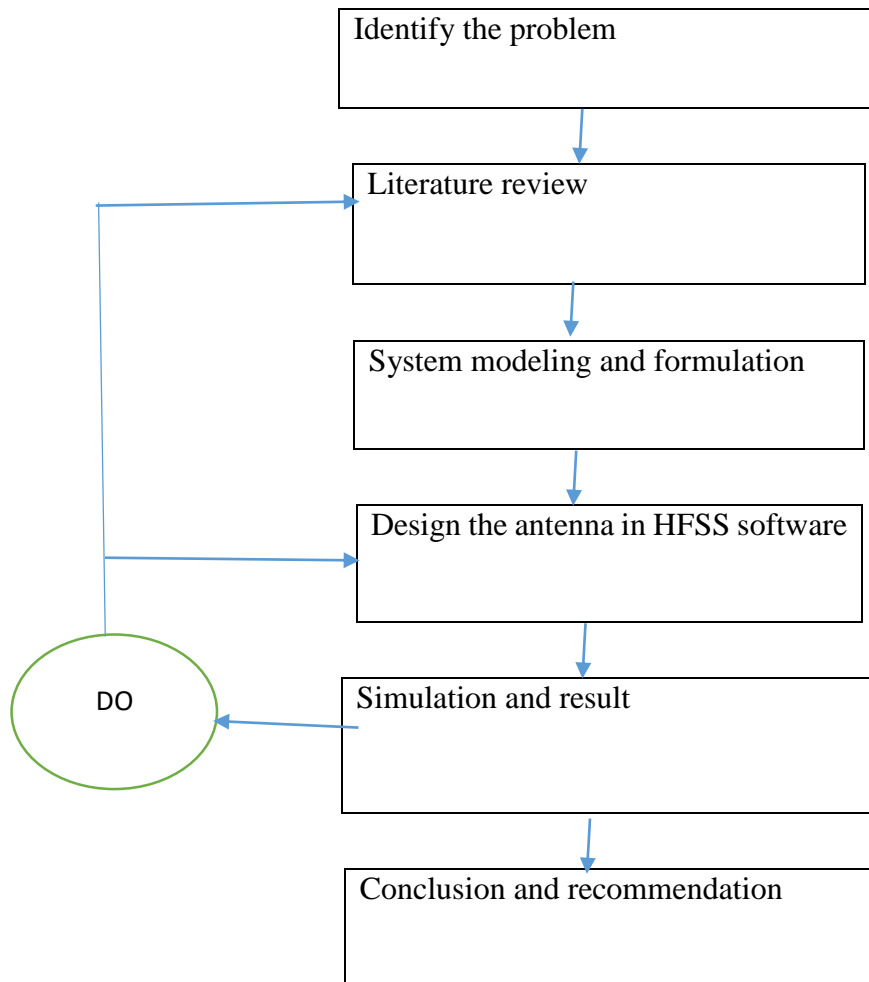 Identify the problem
Literature review
System modeling and formulation
Design the antenna in HFSS software
DO
Simulation and result
Conclusion and recommendation